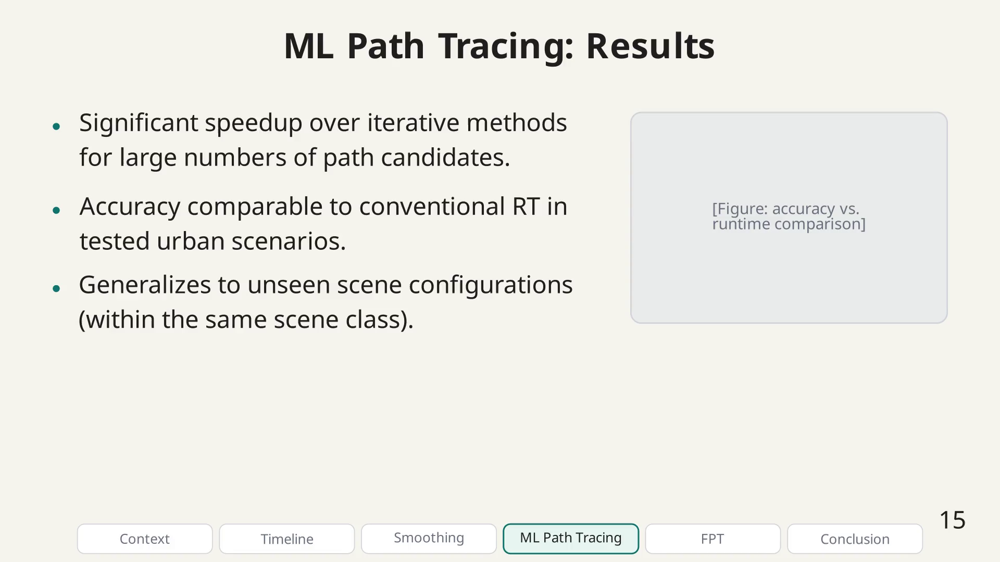 ML Path Tracing: Results
Significant speedup over iterative methods
for large numbers of path candidates.
Accuracy comparable to conventional RT in
tested urban scenarios.
Generalizes to unseen scene configurations
(within the same scene class).
[Figure: accuracy vs.
runtime comparison]
Context
Timeline
Smoothing
ML Path Tracing
FPT
Conclusion
15